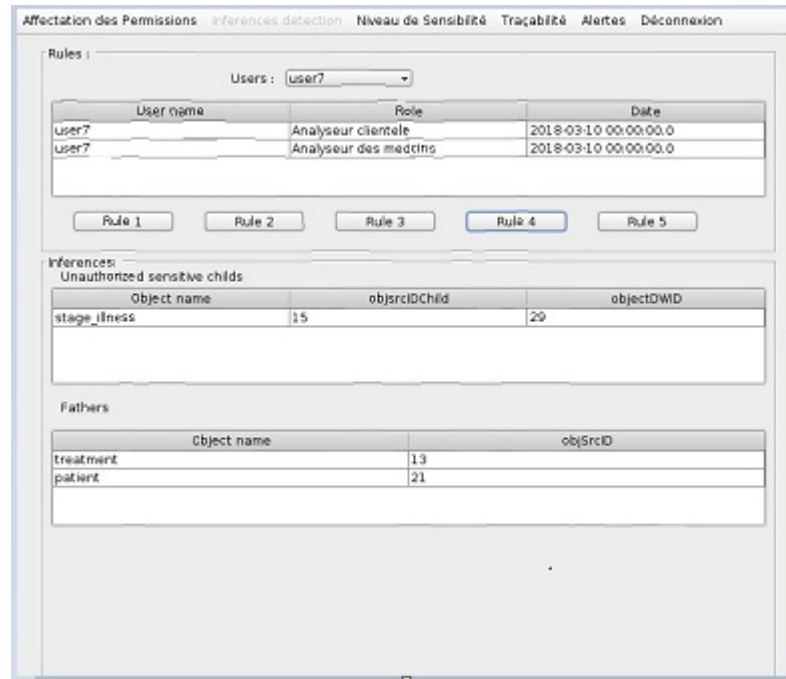 Affectation des Permissions Inferences detection Niveau de Sensibilité Traçabilité Alertes Déconnexion
Rules :
Users : user7
User name Role Date
user7 Analyseur clientele 2018-03-10 00:00:00.0
user7 Analyseur des medcins 2018-03-10 00:00:00.0
Rule 1 Rule 2 Rule 3 Rule 4 Rule 5
Inferences:
Unauthorized sensitive childs
Object name objsrcIDChild objectDWID
stage_illness 15 29
Fathers
Object name objSrcID
treatment 13
patient 21